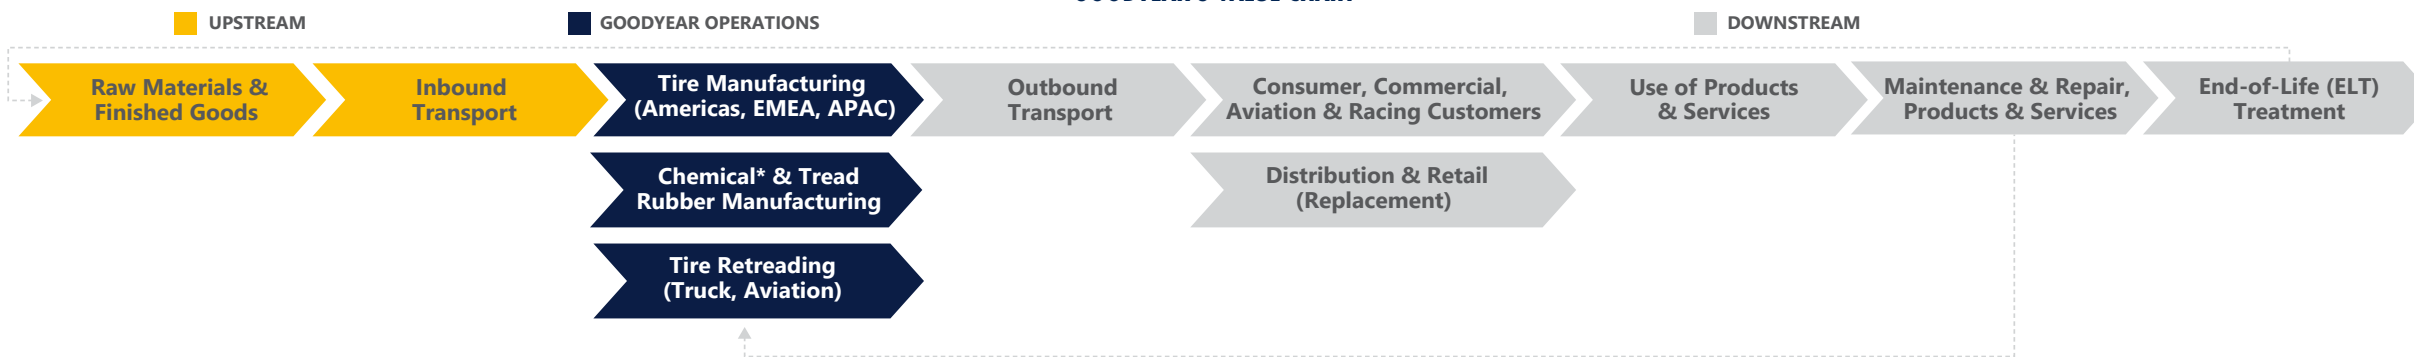 UPSTREAM
GOODYEAR OPERATIONS
DOWNSTREAM
Raw Materials &
Finished Goods
Inbound
Transport
Tire Manufacturing
(Americas, EMEA, APAC)
Outbound
Transport
Consumer, Commercial,
Aviation & Racing Customers
Use of Products
& Services
Maintenance & Repair,
Products & Services
End-of-Life (ELT)
Treatment
Chemical* & Tread
Rubber Manufacturing
Distribution & Retail
(Replacement)
Tire Retreading
(Truck, Aviation)